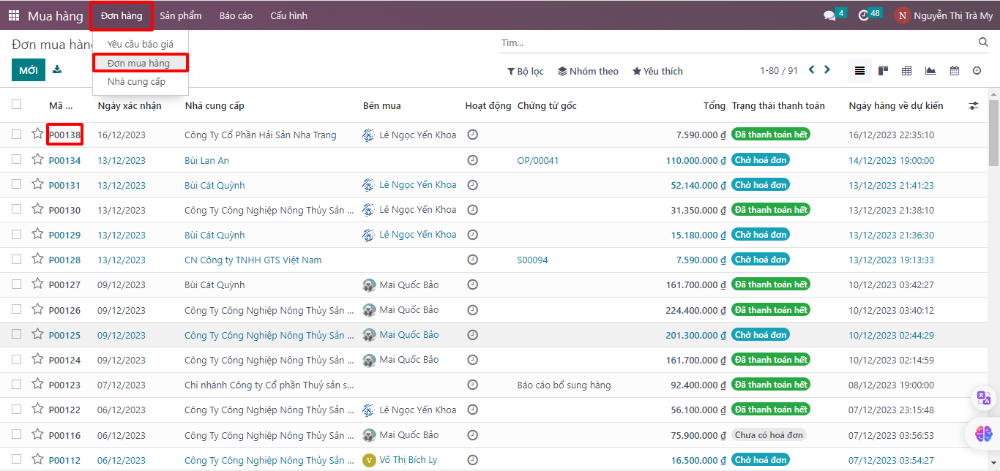 Mua hàng Đơn hàng Sản phẩm Báo cáo Cấu hình 4 48 N Nguyễn Thị Trà My
Đơn mua hàng Yêu cầu báo giá Tìm...
MỚI Đơn mua hàng Bộ lọc Nhóm theo Yêu thích 1-80 / 91
Nhà cung cấp
Mã ... Ngày xác nhận Nhà cung cấp Bên mua Hoạt động Chứng từ gốc Tổng Trạng thái thanh toán Ngày hàng về dự kiến
P00138 16/12/2023 Công Ty Cổ Phần Hải Sản Nha Trang Lê Ngọc Yến Khoa 7.590.000 ₫ Đã thanh toán hết 16/12/2023 22:35:10
P00134 13/12/2023 Bùi Lan An OP/00041 110.000.000 ₫ Chờ hoá đơn 14/12/2023 19:00:00
P00131 13/12/2023 Bùi Cát Quỳnh Lê Ngọc Yến Khoa 52.140.000 ₫ Chờ hoá đơn 13/12/2023 21:41:23
P00130 13/12/2023 Công Ty Công Nghiệp Nông Thủy Sản ... Lê Ngọc Yến Khoa 31.350.000 ₫ Đã thanh toán hết 13/12/2023 21:38:10
P00129 13/12/2023 Bùi Cát Quỳnh Lê Ngọc Yến Khoa 15.180.000 ₫ Chờ hoá đơn 13/12/2023 21:36:30
P00128 13/12/2023 CN Công ty TNHH GTS Việt Nam S00094 7.590.000 ₫ Chờ hoá đơn 13/12/2023 19:13:33
P00127 09/12/2023 Bùi Cát Quỳnh Mai Quốc Bảo 161.700.000 ₫ Đã thanh toán hết 10/12/2023 03:42:27
P00126 09/12/2023 Công Ty Công Nghiệp Nông Thủy Sản ... Mai Quốc Bảo 224.400.000 ₫ Đã thanh toán hết 10/12/2023 03:40:12
P00125 09/12/2023 Công Ty Công Nghiệp Nông Thủy Sản ... Mai Quốc Bảo 201.300.000 ₫ Chờ hoá đơn 10/12/2023 02:44:29
P00124 09/12/2023 Công Ty Công Nghiệp Nông Thủy Sản ... Mai Quốc Bảo 161.700.000 ₫ Đã thanh toán hết 10/12/2023 02:14:59
P00123 07/12/2023 Chi nhánh Công ty Cổ phần Thuỷ sản s... Báo cáo bổ sung hàng 92.400.000 ₫ Đã thanh toán hết 08/12/2023 19:00:00
P00122 06/12/2023 Công Ty Công Nghiệp Nông Thủy Sản ... Lê Ngọc Yến Khoa 56.100.000 ₫ Đã thanh toán hết 07/12/2023 23:15:48
P00116 06/12/2023 Công Ty Công Nghiệp Nông Thủy Sản ... Mai Quốc Bảo 75.900.000 ₫ Chưa có hoá đơn 07/12/2023 03:56:53
P00112 06/12/2023 Công Ty Công Nghiệp Nông Thủy Sản ... V Võ Thị Bích Ly 16.500.000 ₫ Chờ hoá đơn 07/12/2023 03:54:27